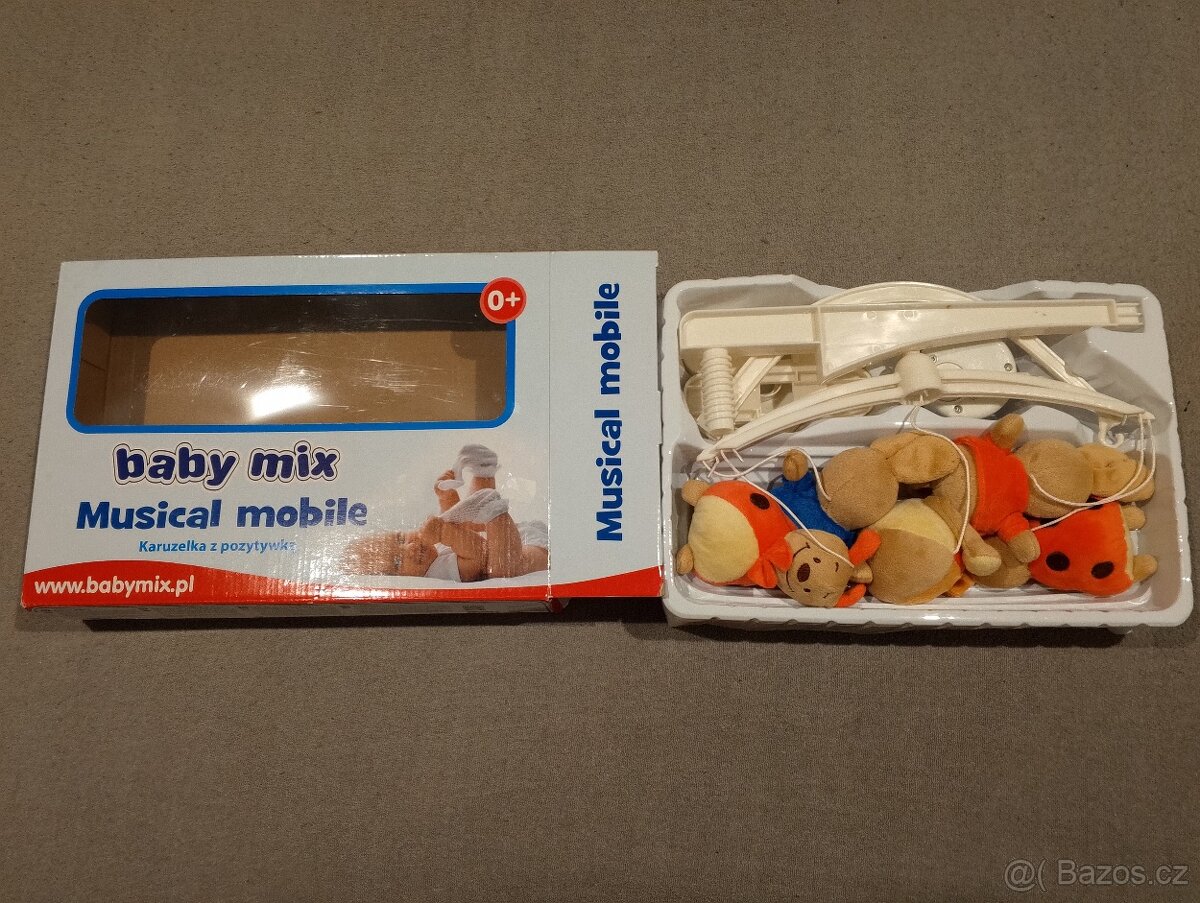 0+
baby mix
Musical mobile
Karuzelka z pozytywką
www.babymix.pl
Musical mobile
@( Bazos.cz